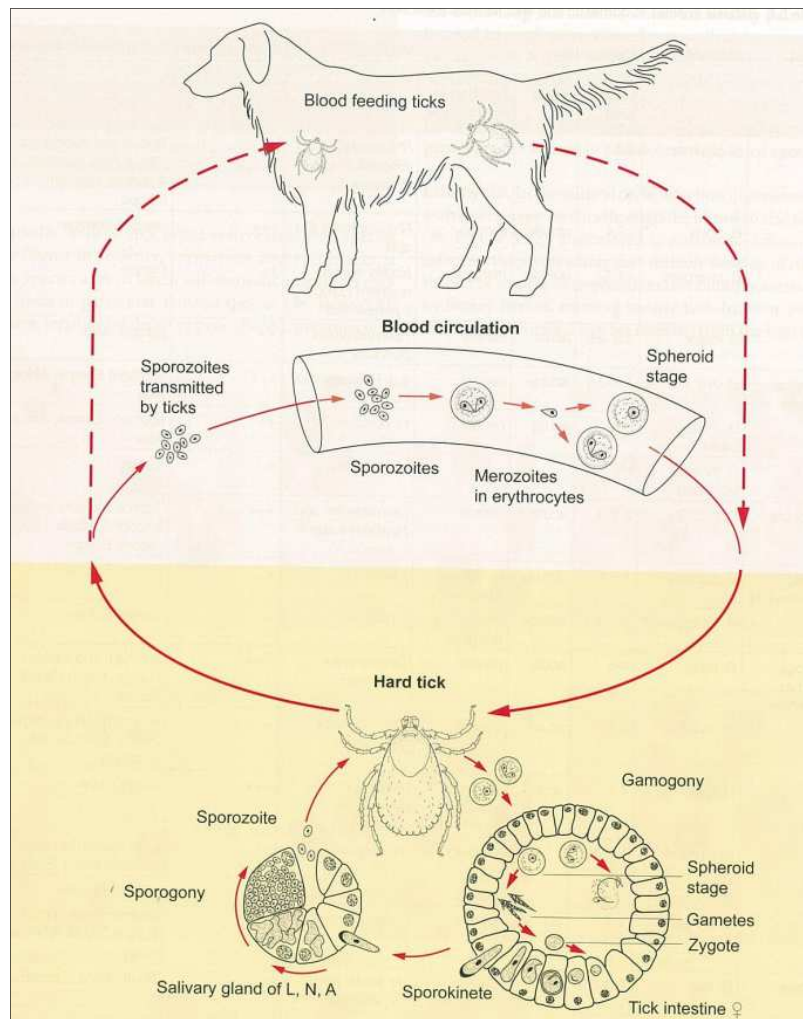 Blood feeding ticks
Blood circulation
Sporozoites
transmitted
by ticks
Spheroid
stage
Sporozoites
Merozoites
in erythrocytes
Hard tick
Gamogony
Sporozoite
Sporogony
Spheroid
stage
Gametes
Zygote
Salivary gland of L, N, A
Sporokinete
Tick intestine ♀